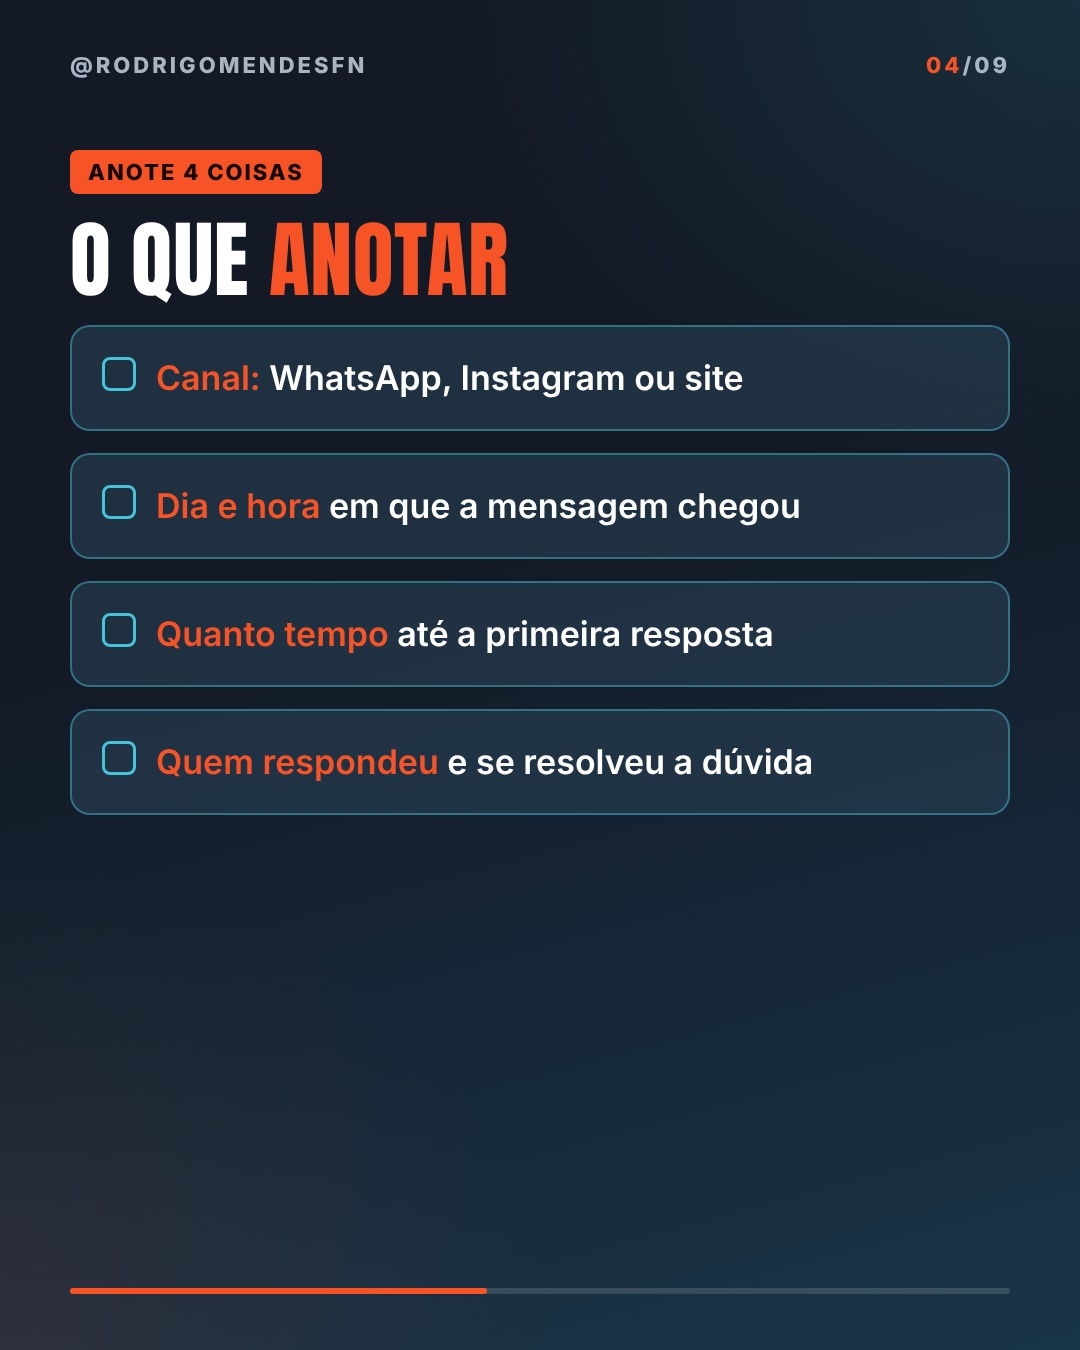 @RODRIGOMENDESFN
04/09
ANOTE 4 COISAS
O QUE ANOTAR
Canal: WhatsApp, Instagram ou site
Dia e hora em que a mensagem chegou
Quanto tempo até a primeira resposta
Quem respondeu e se resolveu a dúvida